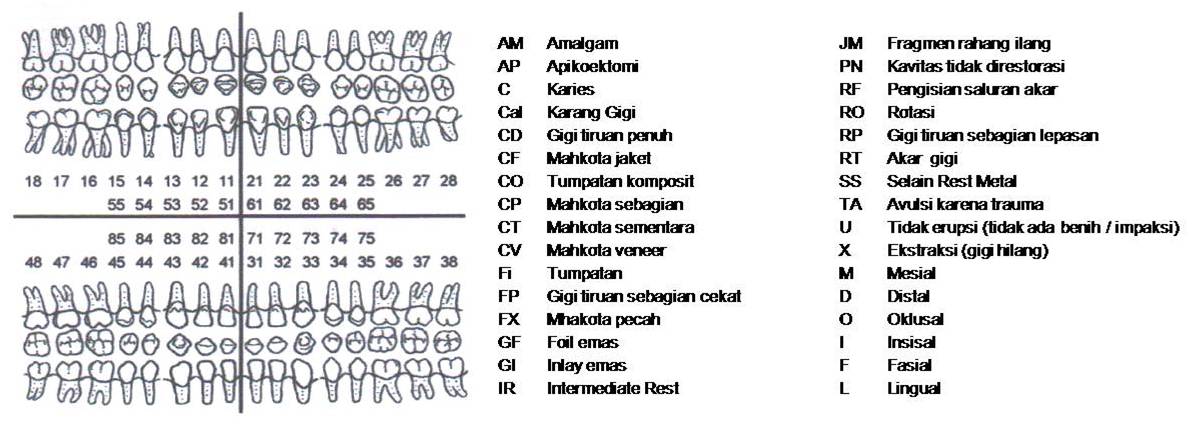 18 17 16 15 14 13 12 11 21 22 23 24 25 26 27 28
55 54 53 52 51 61 62 63 64 65
85 84 83 82 81 71 72 73 74 75
48 47 46 45 44 43 42 41 31 32 33 34 35 36 37 38
AM Amalgam
AP Apikoektomi
C Karies
Cal Karang Gigi
CD Gigi tiruan penuh
CF Mahkota jaket
CO Tumpatan komposit
CP Mahkota sebagian
CT Mahkota sementara
CV Mahkota veneer
Fi Tumpatan
FP Gigi tiruan sebagian cekat
FX Mhakota pecah
GF Foil emas
GI Inlay emas
IR Intermediate Rest
JM Fragmen rahang ilang
PN Kavitas tidak direstorasi
RF Pengisian saluran akar
RO Rotasi
RP Gigi tiruan sebagian lepasan
RT Akar gigi
SS Selain Rest Metal
TA Avulsi karena trauma
U Tidak erupsi (tidak ada benih / impaksi)
X Ekstraksi (gigi hilang)
M Mesial
D Distal
O Oklusal
I Insisal
F Fasial
L Lingual